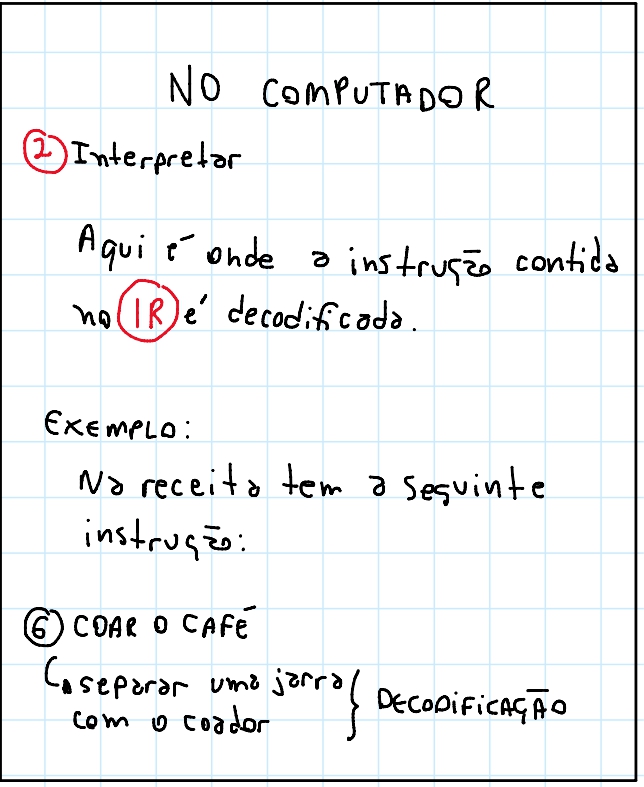 NO COMPUTADOR
2 Interpretar
Aqui é onde a instrução contida
no IR é decodificada.
EXEMPLO:
Na receita tem a seguinte
instrução:
6 COAR O CAFÉ
separar uma jarra
com o coador } DECODIFICAÇÃO